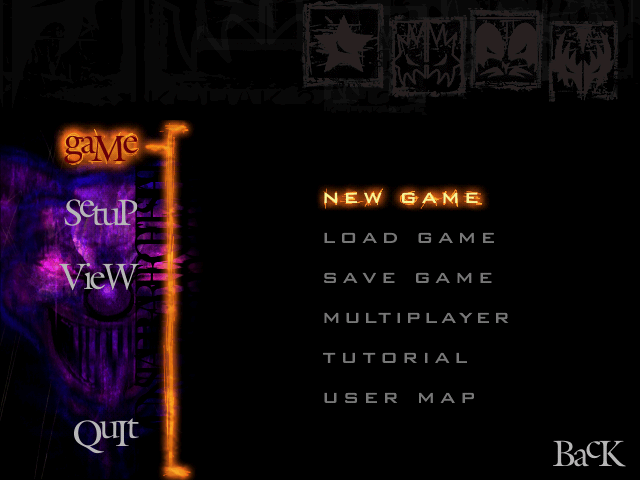 gaMe
SetuP
VieW
QuIt
NEW GAME
LOAD GAME
SAVE GAME
MULTIPLAYER
TUTORIAL
USER MAP
BacK